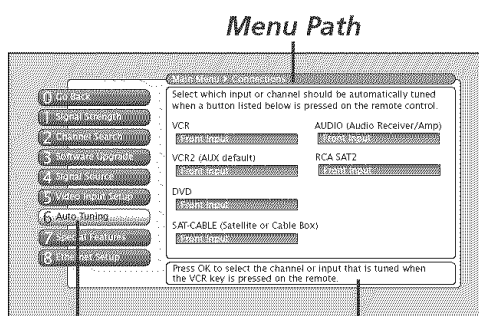 Menu Path
Main Menu ▸ Connections
0 Go Back
1 Signal Strength
2 Channel Search
3 Software Upgrade
4 Signal Source
5 Video Input Setup
6 Auto Tuning
7 Special Features
8 Ethernet Setup
Select which input or channel should be automatically tuned
when a button listed below is pressed on the remote control.
VCR
Front Input
AUDIO (Audio Receiver/Amp)
Front Input
VCR2 (AUX default)
Front Input
RCA SAT2
Front Input
DVD
Front Input
SAT-CABLE (Satellite or Cable Box)
Front Input
Press OK to select the channel or input that is tuned when
the VCR key is pressed on the remote.